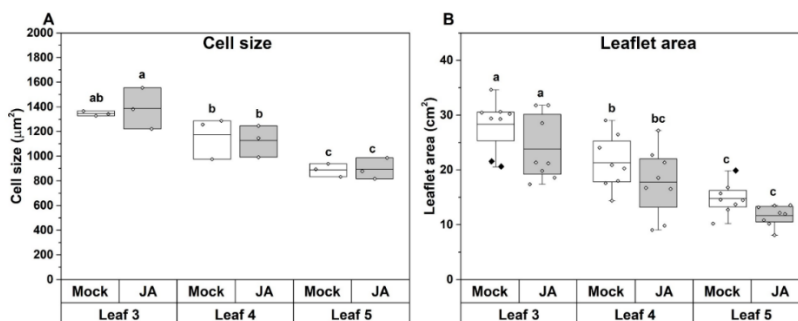 A
Cell size
2000
1800
1600
1400
1200
1000
800
600
400
200
0
Cell size (µm²)
ab
a
b
b
c
c
Mock
JA
Mock
JA
Mock
JA
Leaf 3
Leaf 4
Leaf 5
B
Leaflet area
40
30
20
10
0
Leaflet area (cm²)
a
a
b
bc
c
c
Mock
JA
Mock
JA
Mock
JA
Leaf 3
Leaf 4
Leaf 5